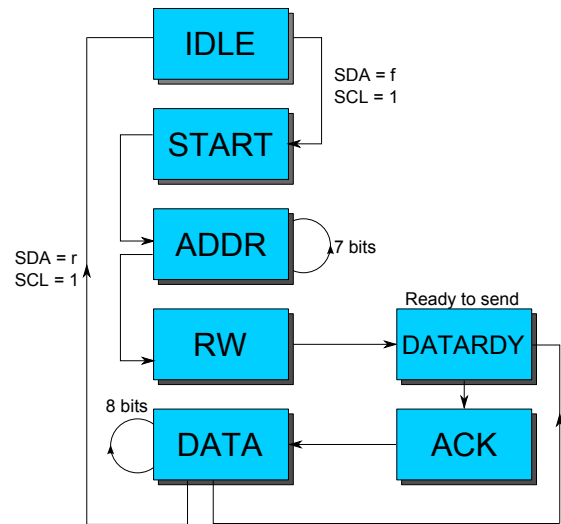 IDLE
SDA = f
SCL = 1
START
ADDR
7 bits
SDA = r
SCL = 1
RW
Ready to send
DATARDY
8 bits
DATA
ACK